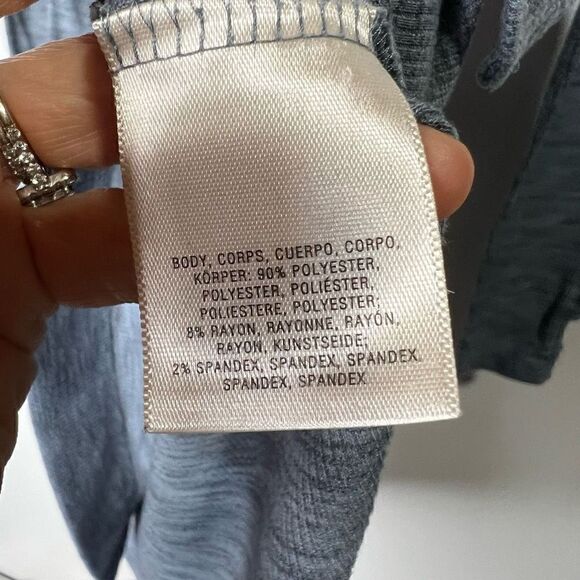 BODY, CORPS, CUERPO, CORPO,
KÖRPER: 90% POLYESTER,
POLYESTER, POLIÉSTER,
POLIESTERE, POLYESTER;
8% RAYON, RAYONNE, RAYÓN,
RAYON, KUNSTSEIDE;
2% SPANDEX, SPANDEX, SPANDEX.
SPANDEX, SPANDEX